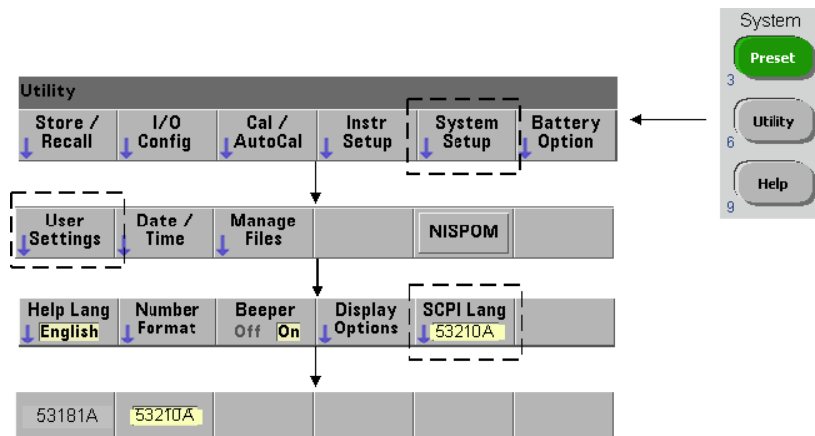 System
Preset
3
Utility
6
Help
9
Utility
Store / Recall
I/O Config
Cal / AutoCal
Instr Setup
System Setup
Battery Option
User Settings
Date / Time
Manage Files
NISPOM
Help Lang English
Number Format
Beeper Off On
Display Options
SCPI Lang 53210A
53181A
53210A